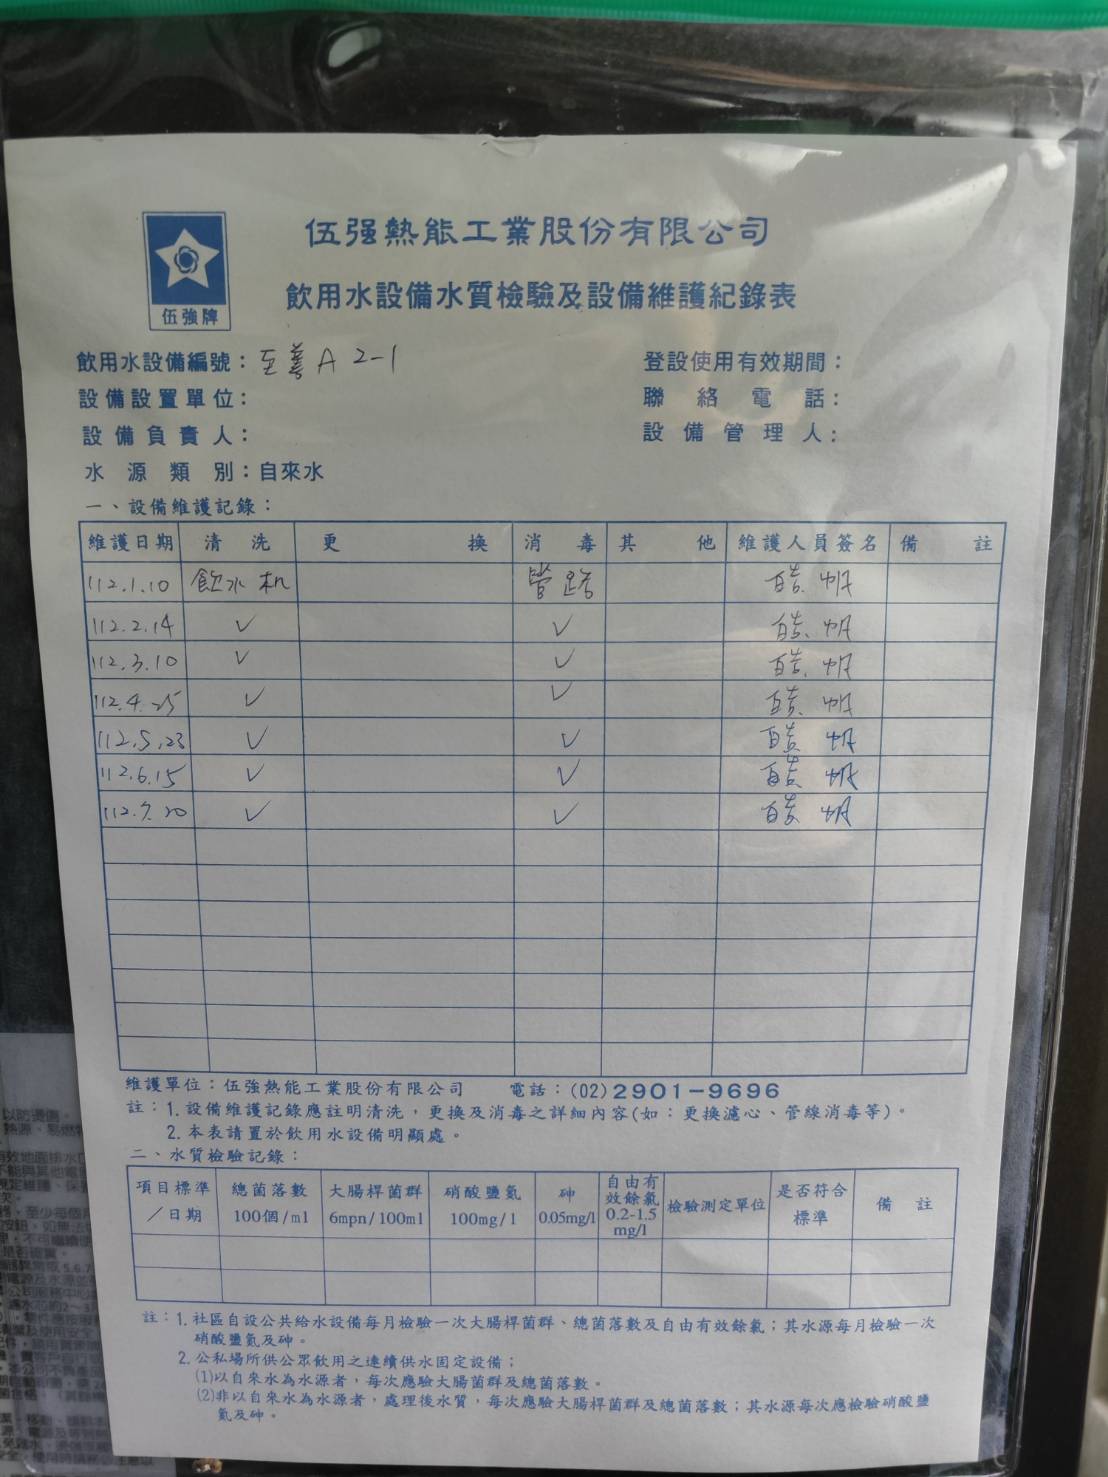 伍强熱能工業股份有限公司
飲用水設備水質檢驗及設備維護紀錄表
伍強牌
飲用水設備編號：至善A 2-1 登設使用有效期間：
設備設置單位： 聯絡電話：
設備負責人： 設備管理人：
水源類別：自來水
一、設備維護記錄：
維護日期 清洗 更換 消毒 其他 維護人員簽名 備註
112.1.10 飲水机 管路
112.2.14 ✓ ✓
112.3.10 ✓ ✓
112.4.25 ✓ ✓
112.5.23 ✓ ✓
112.6.15 ✓ ✓
112.7.20 ✓ ✓
維護單位：伍強熱能工業股份有限公司 電話：(02)2901-9696
註：1.設備維護記錄應註明清洗，更換及消毒之詳細內容(如：更換濾心、管線消毒等)。
2.本表請置於飲用水設備明顯處。
二、水質檢驗記錄：
項目標準／日期 總菌落數 100個/ml 大腸桿菌群 6mpn/100ml 硝酸鹽氮 100mg/l 砷 0.05mg/l 自由有效餘氯 0.2-1.5 mg/l 檢驗測定單位 是否符合標準 備註
註：1.社區自設公共給水設備每月檢驗一次大腸桿菌群、總菌落數及自由有效餘氯；其水源每月檢驗一次
硝酸鹽氮及砷。
2.公私場所供公眾飲用之連續供水固定設備；
(1)以自來水為水源者，每次應驗大腸菌群及總菌落數。
(2)非以自來水為水源者，處理後水質，每次應驗大腸桿菌群及總菌落數；其水源每次應檢驗硝酸鹽
氮及砷。